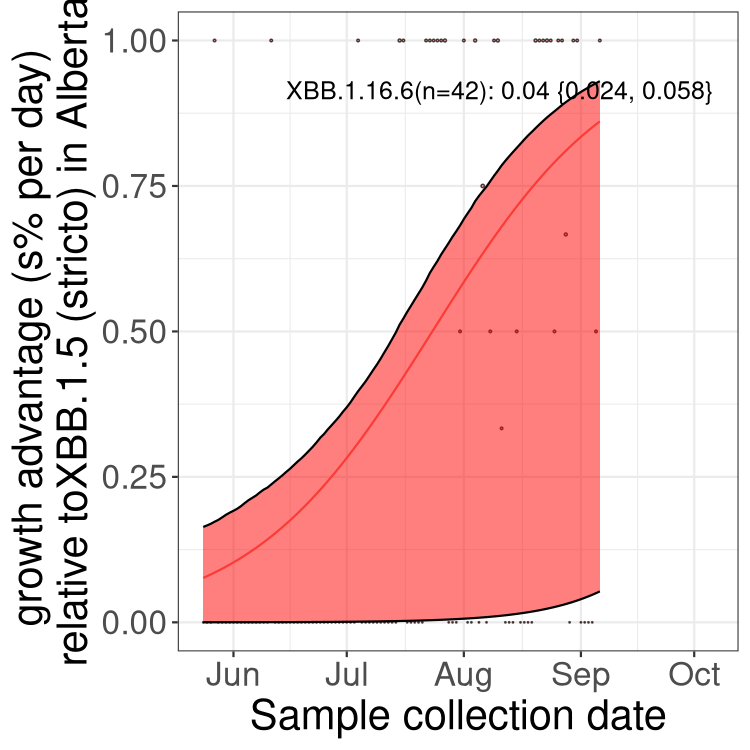 growth advantage (s% per day)
relative toXBB.1.5 (stricto) in Alberta
1.00
0.75
0.50
0.25
0.00
XBB.1.16.6(n=42): 0.04 {0.024, 0.058}
Jun Jul Aug Sep Oct
Sample collection date